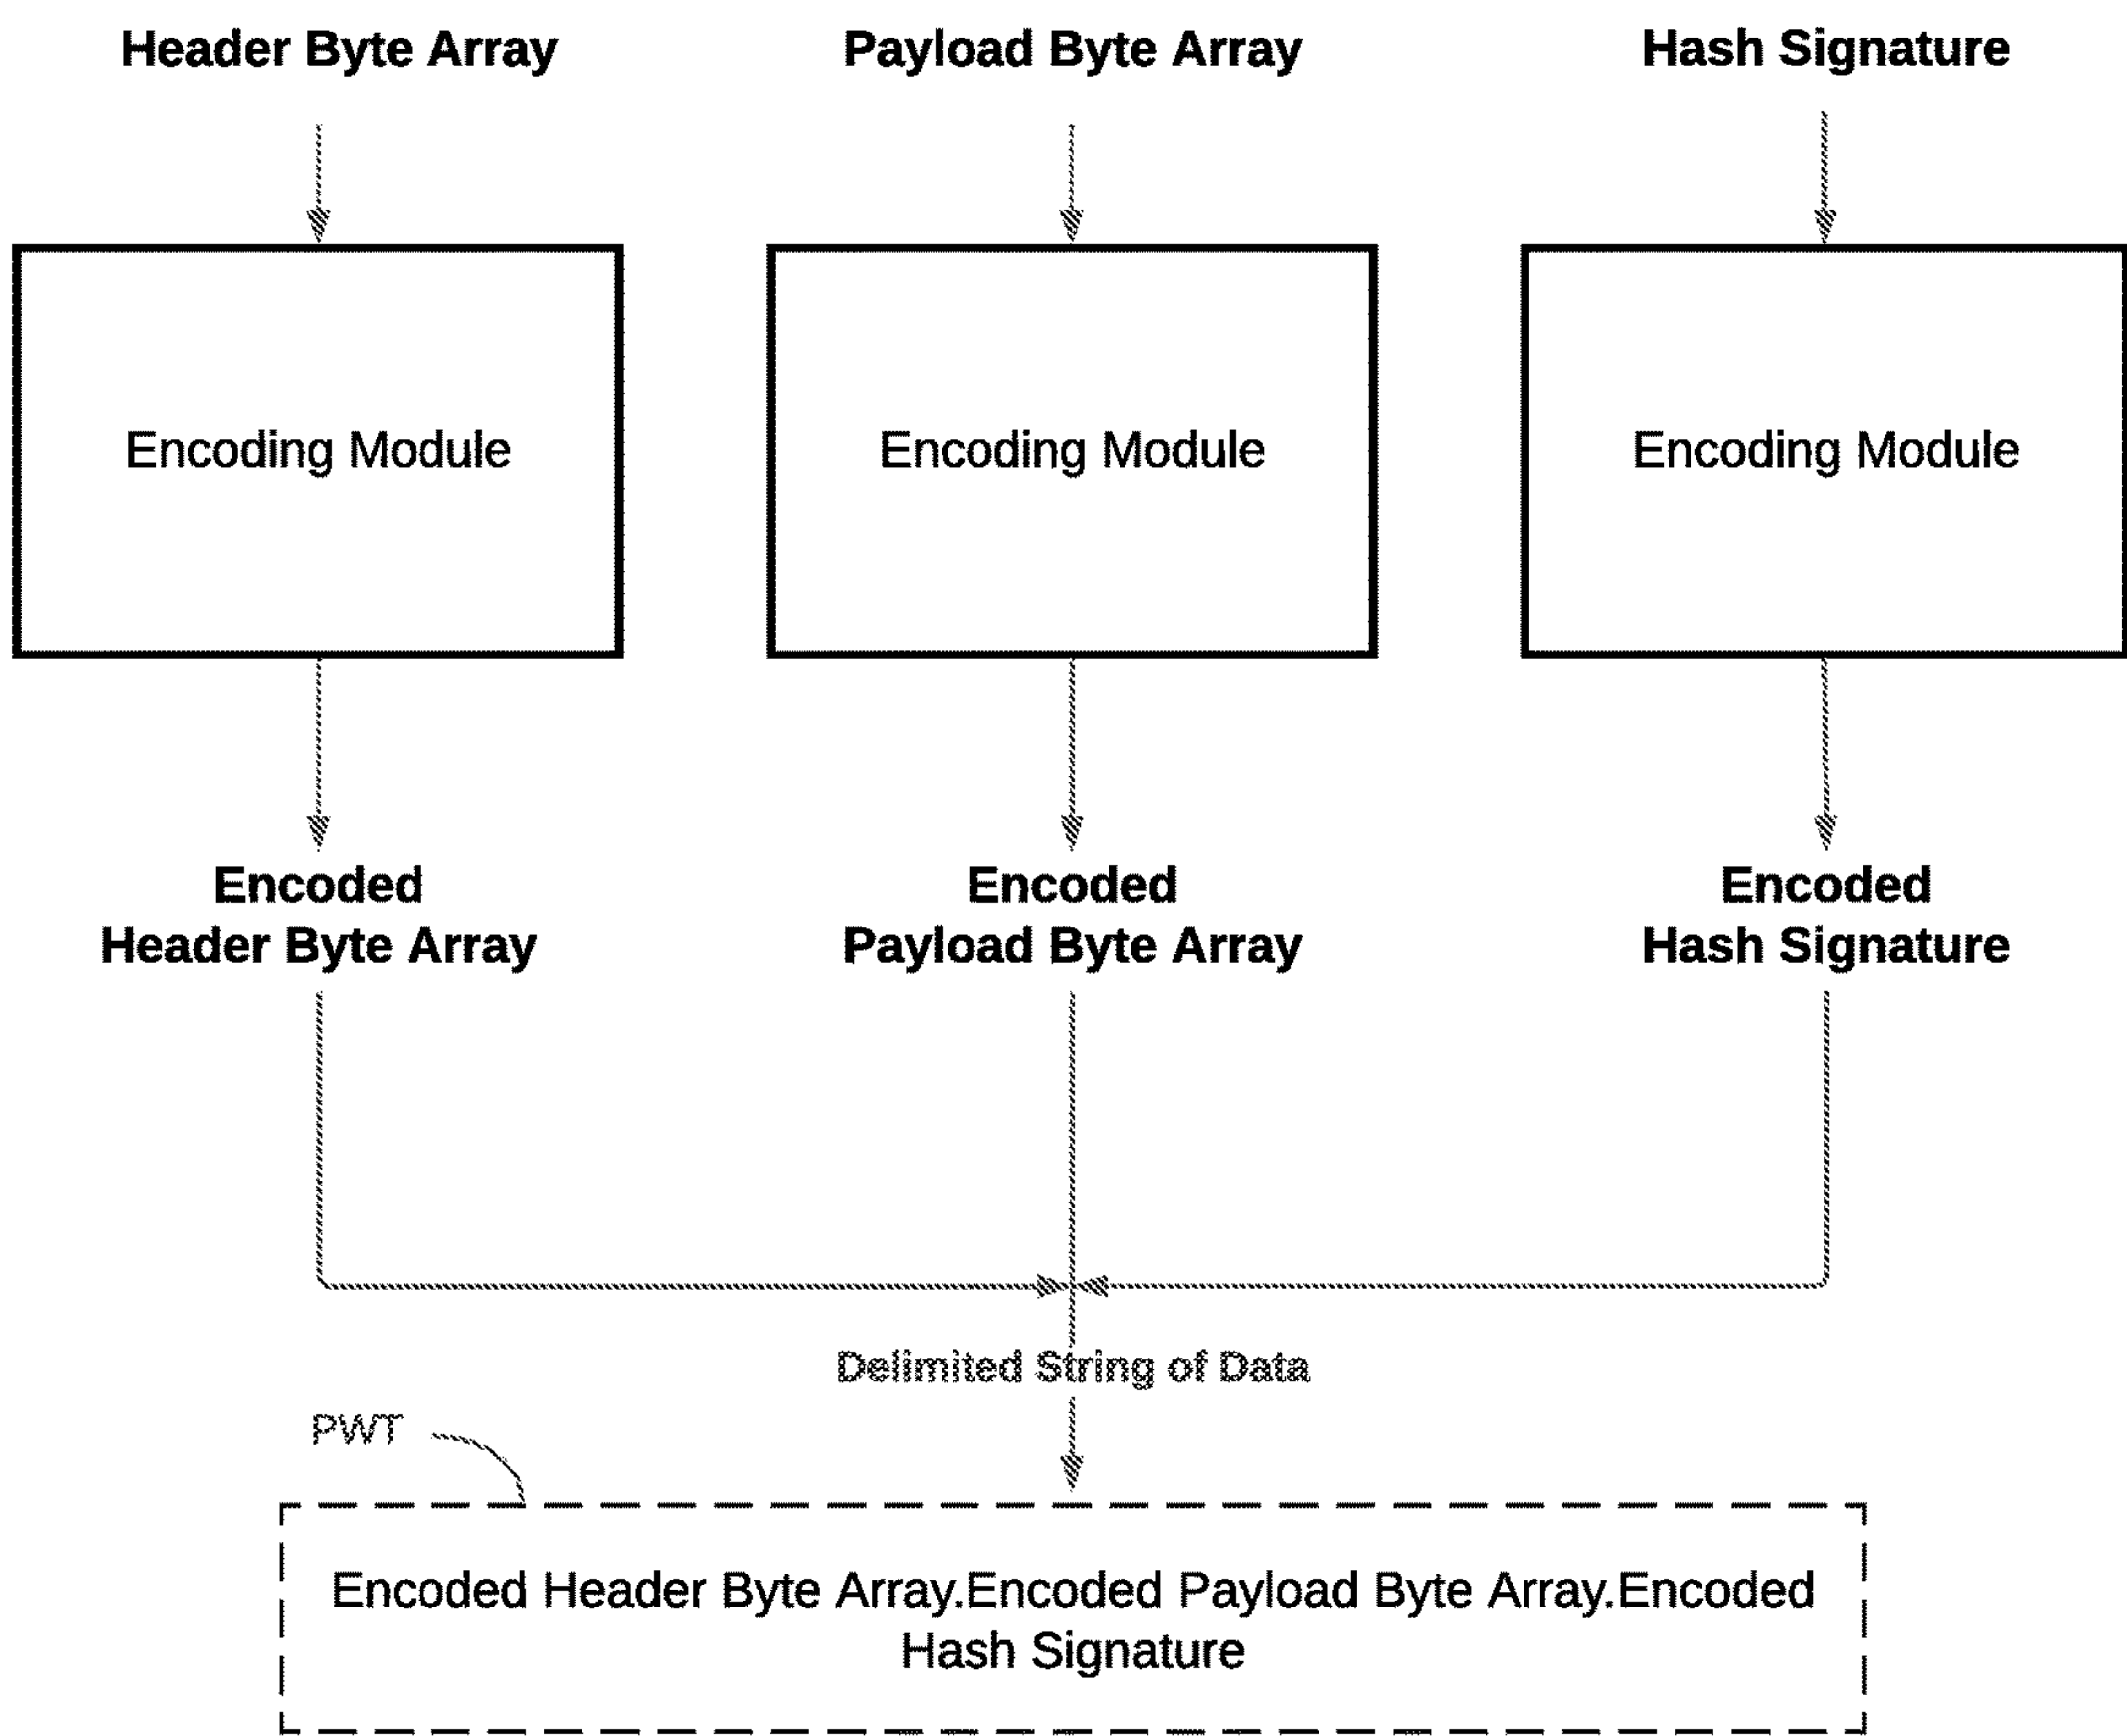 Header Byte Array
Payload Byte Array
Hash Signature
Encoding Module
Encoding Module
Encoding Module
Encoded
Header Byte Array
Encoded
Payload Byte Array
Encoded
Hash Signature
Delimited String of Data
PWT
Encoded Header Byte Array.Encoded Payload Byte Array.Encoded
Hash Signature